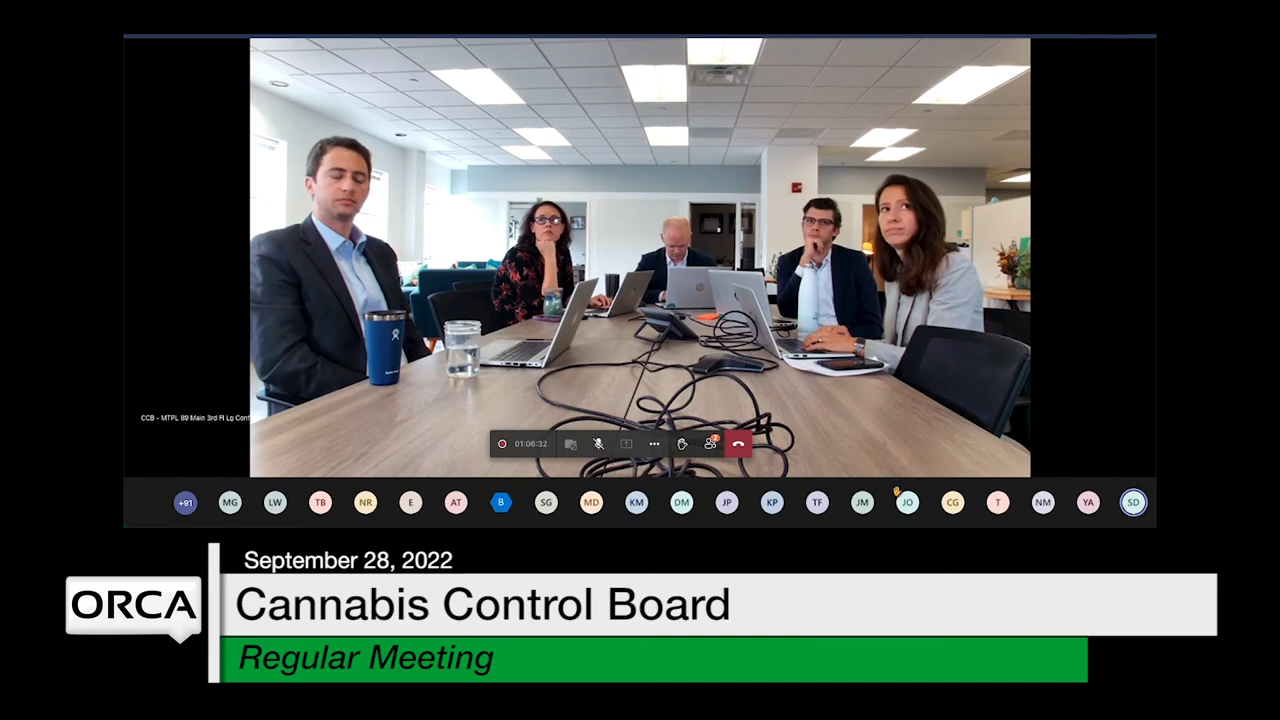 CCB - MTPL 89 Main 3rd Fl Lg Conf
01:06:32
2
+91
MG
LW
TB
NR
E
AT
B
SG
MD
KM
DM
JP
KP
TF
JM
JO
CG
T
NM
YA
SD
September 28, 2022
ORCA
Cannabis Control Board
Regular Meeting